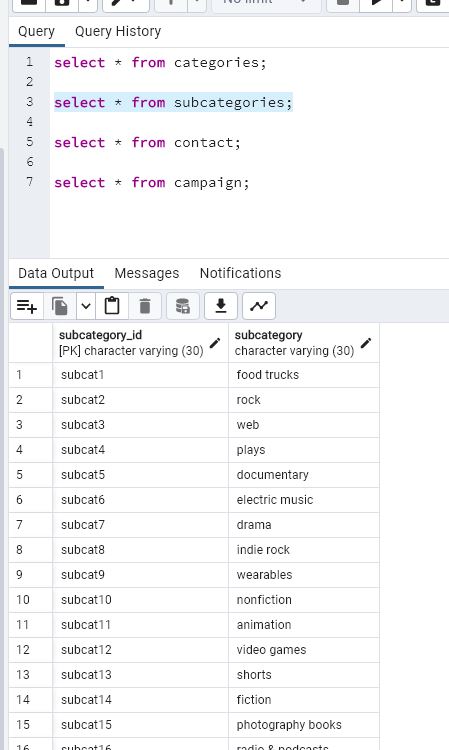 No limit
Query Query History
1 select * from categories;
2
3 select * from subcategories;
4
5 select * from contact;
6
7 select * from campaign;
Data Output Messages Notifications
subcategory_id subcategory
[PK] character varying (30) character varying (30)
1 subcat1 food trucks
2 subcat2 rock
3 subcat3 web
4 subcat4 plays
5 subcat5 documentary
6 subcat6 electric music
7 subcat7 drama
8 subcat8 indie rock
9 subcat9 wearables
10 subcat10 nonfiction
11 subcat11 animation
12 subcat12 video games
13 subcat13 shorts
14 subcat14 fiction
15 subcat15 photography books
16 subcat16 radio & podcasts